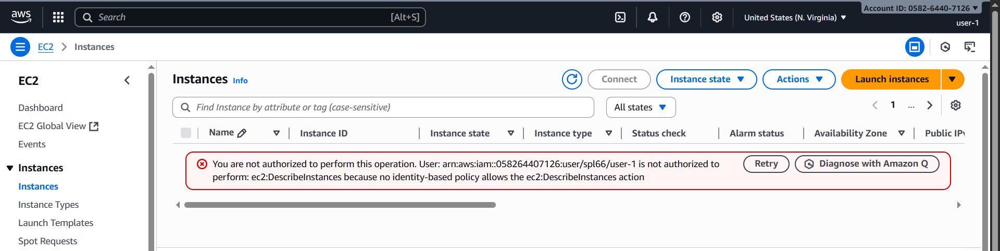 aws
Search
[Alt+S]
United States (N. Virginia)
Account ID: 0582-6440-7126
user-1
EC2
Instances
EC2
Dashboard
EC2 Global View
Events
Instances
Instances
Instance Types
Launch Templates
Spot Requests
Instances Info
Connect
Instance state
Actions
Launch instances
Find Instance by attribute or tag (case-sensitive)
All states
1
...
Name
Instance ID
Instance state
Instance type
Status check
Alarm status
Availability Zone
Public IPv
You are not authorized to perform this operation. User: arn:aws:iam::058264407126:user/spl66/user-1 is not authorized to
perform: ec2:DescribeInstances because no identity-based policy allows the ec2:DescribeInstances action
Retry
Diagnose with Amazon Q